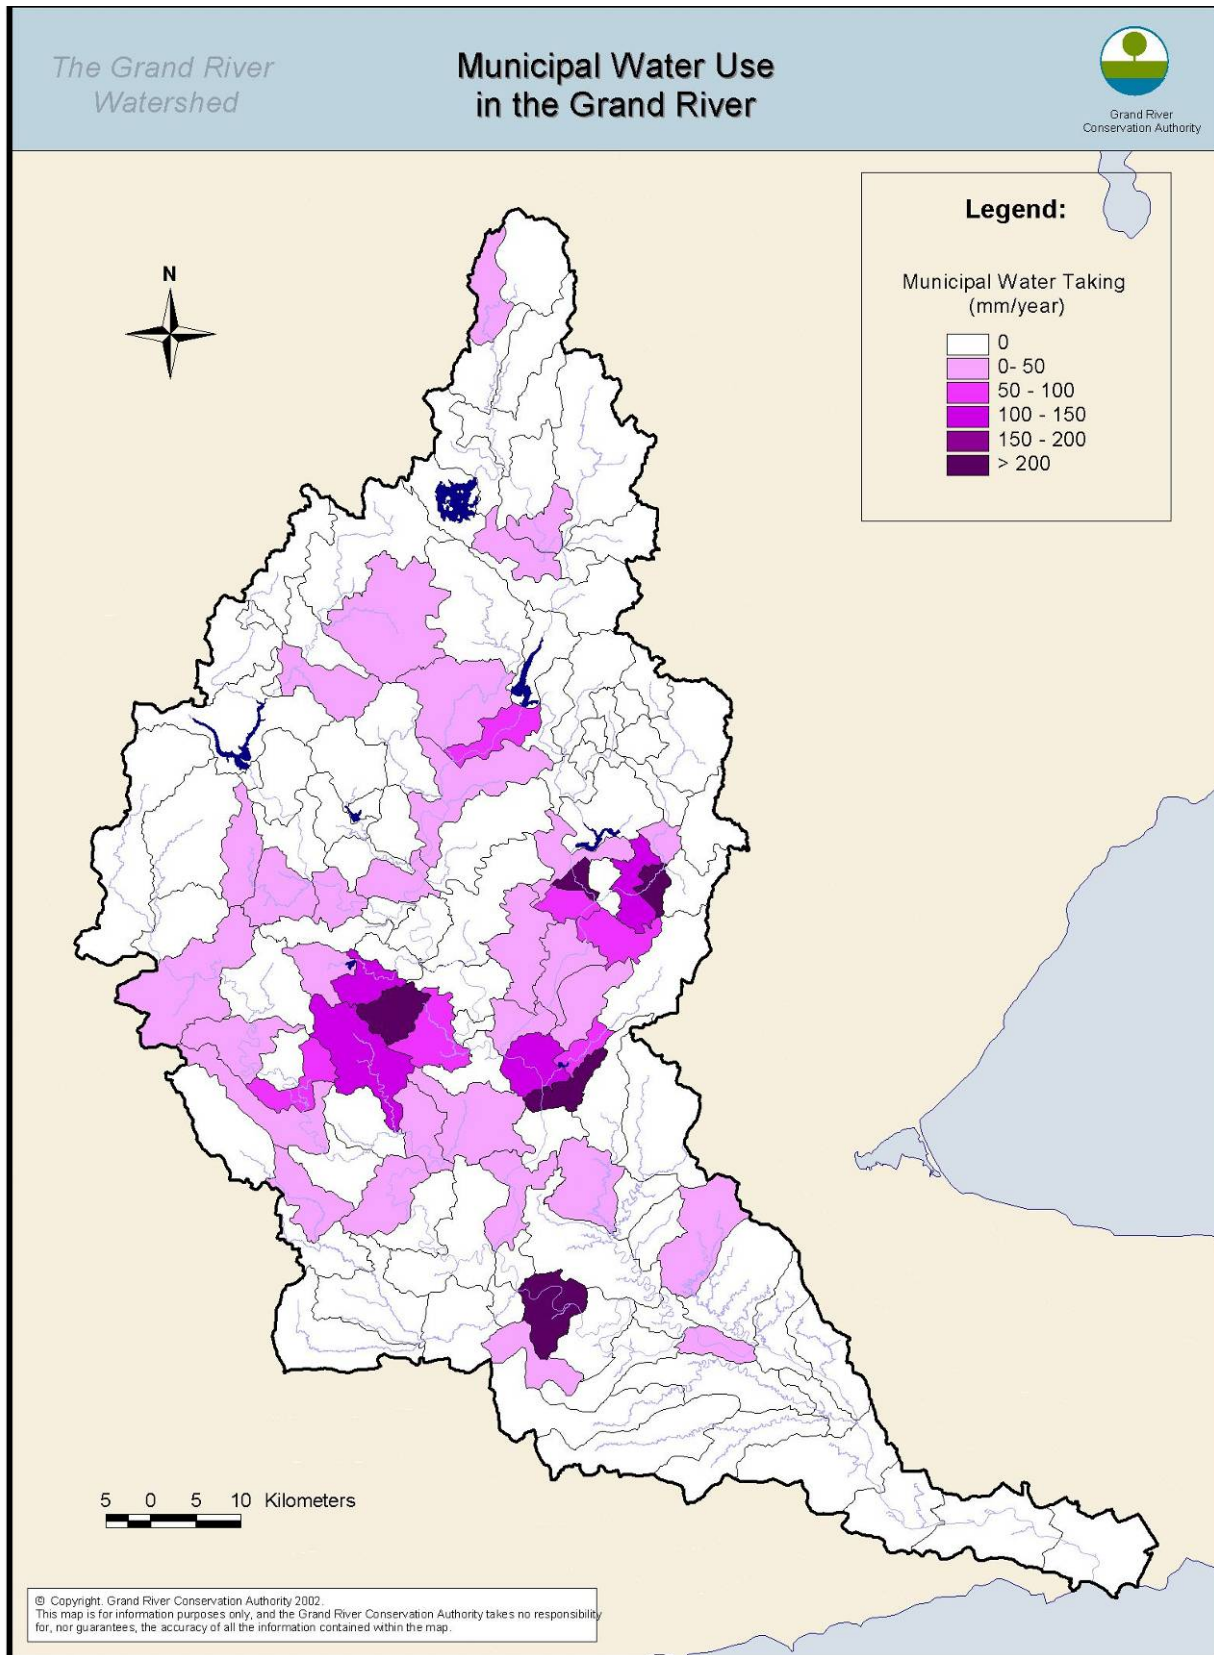 The Grand River
Watershed
Municipal Water Use
in the Grand River
Grand River
Conservation Authority
Legend:
Municipal Water Taking
(mm/year)
0
0- 50
50 - 100
100 - 150
150 - 200
> 200
N
5 0 5 10 Kilometers
© Copyright. Grand River Conservation Authority 2002.
This map is for information purposes only, and the Grand River Conservation Authority takes no responsibility
for, nor guarantees, the accuracy of all the information contained within the map.